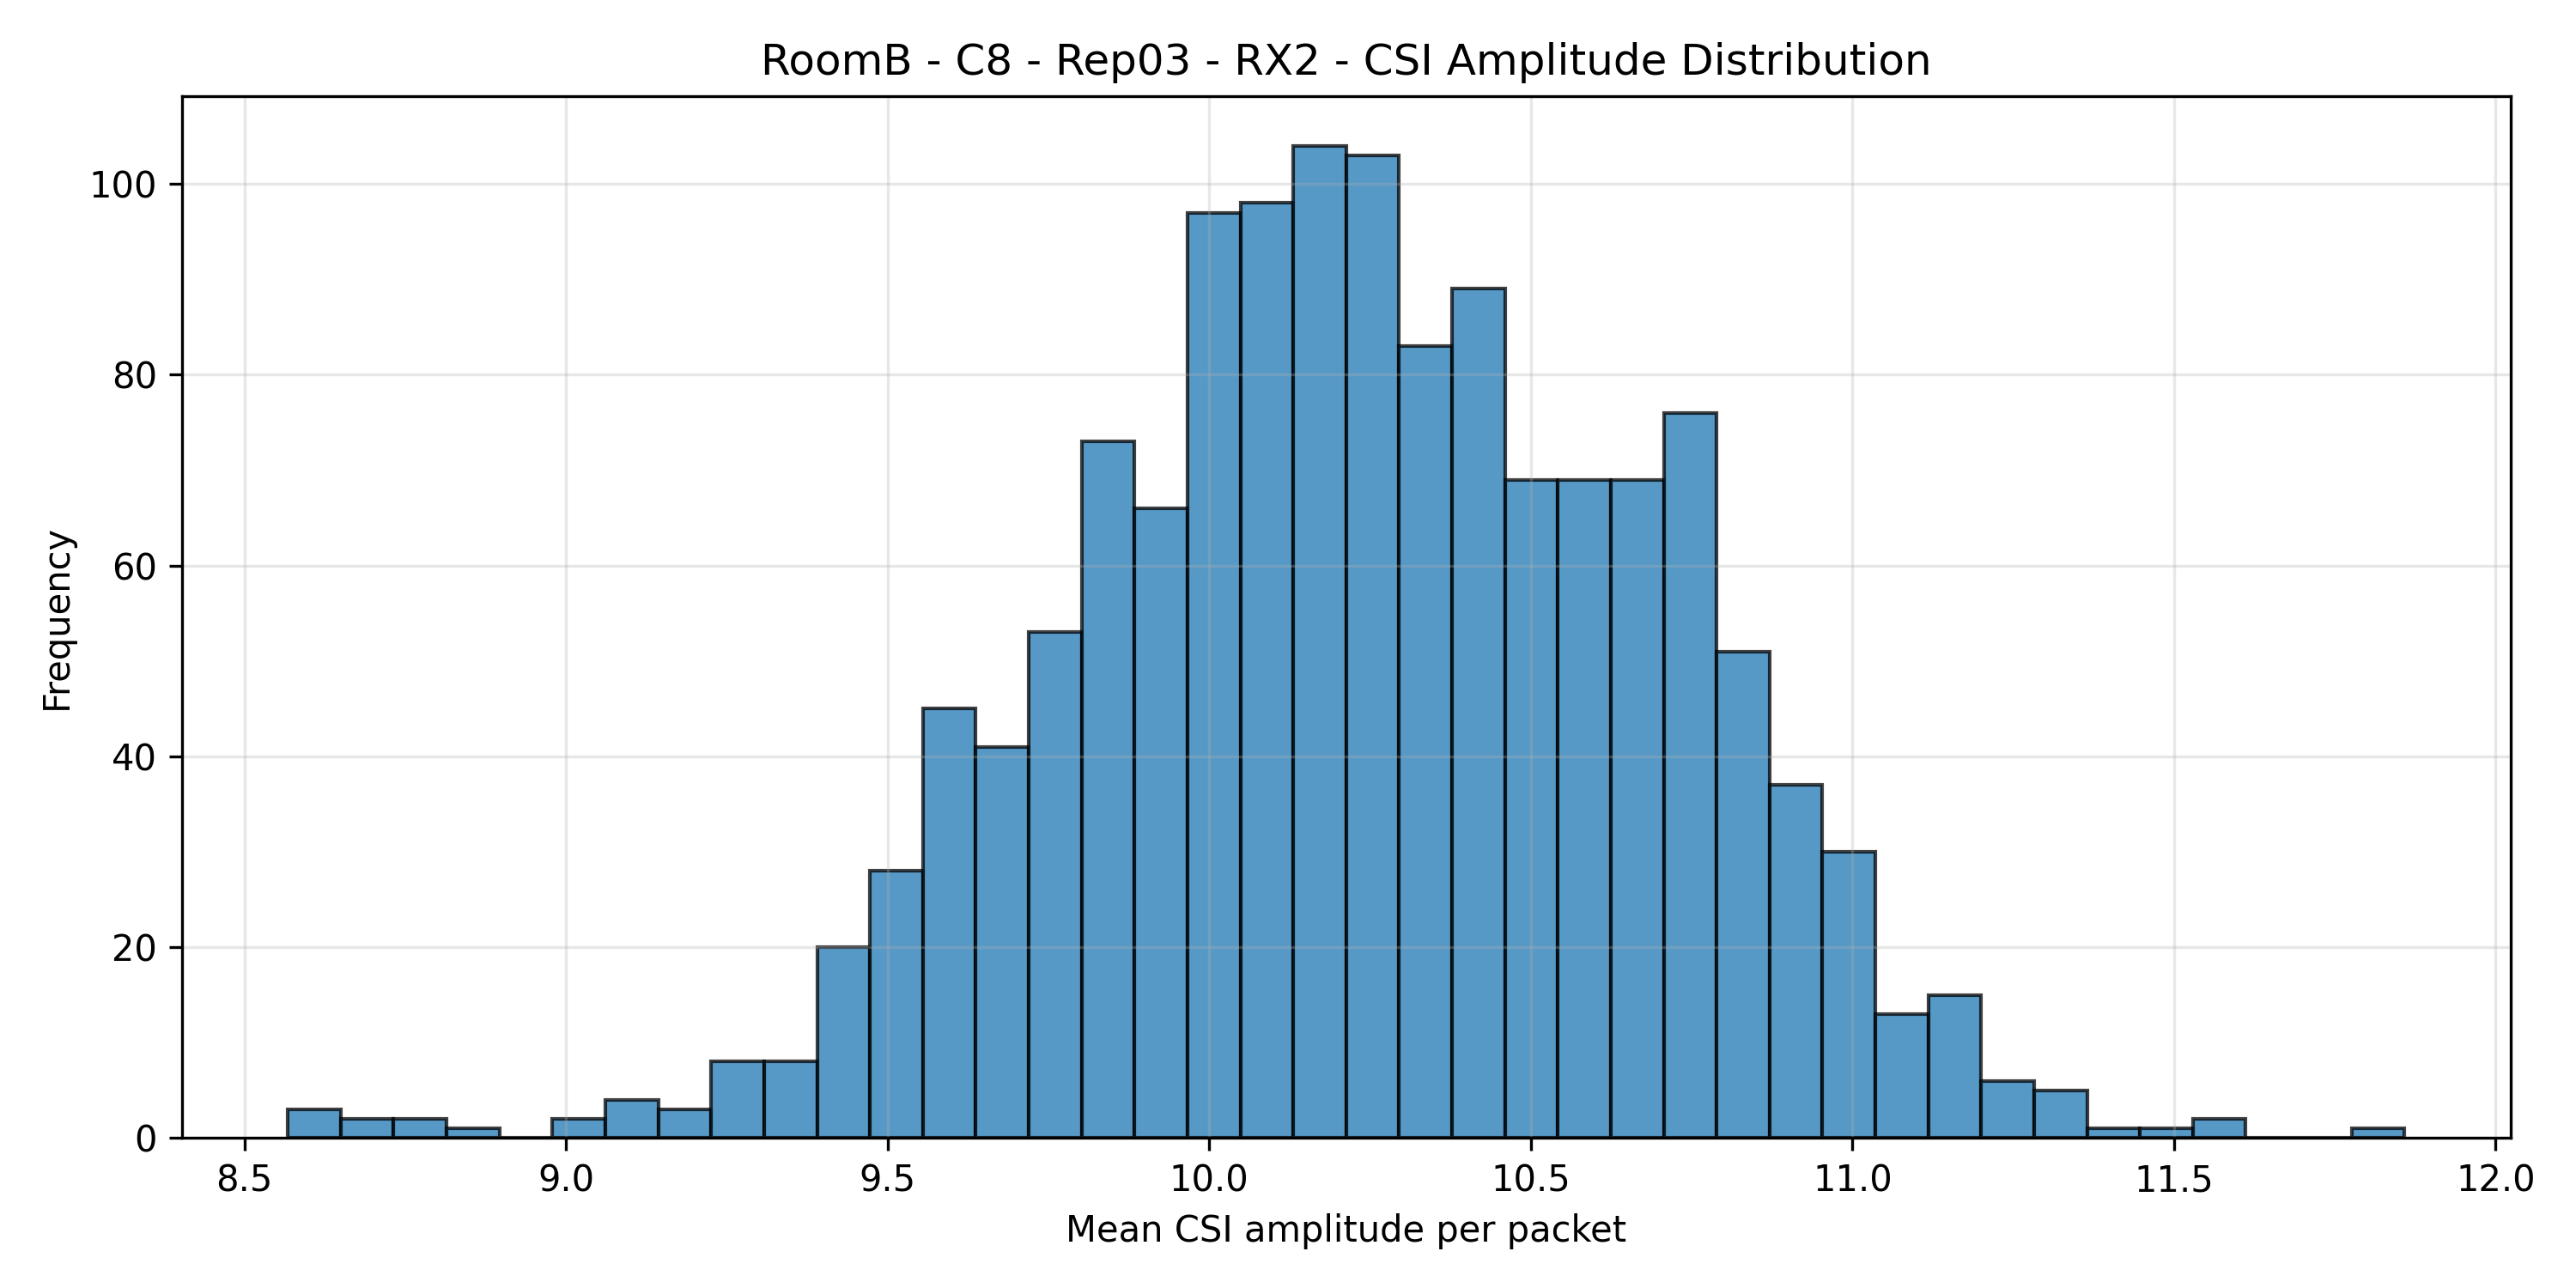 RoomB - C8 - Rep03 - RX2 - CSI Amplitude Distribution
Frequency
100
80
60
40
20
0
8.5 9.0 9.5 10.0 10.5 11.0 11.5 12.0
Mean CSI amplitude per packet